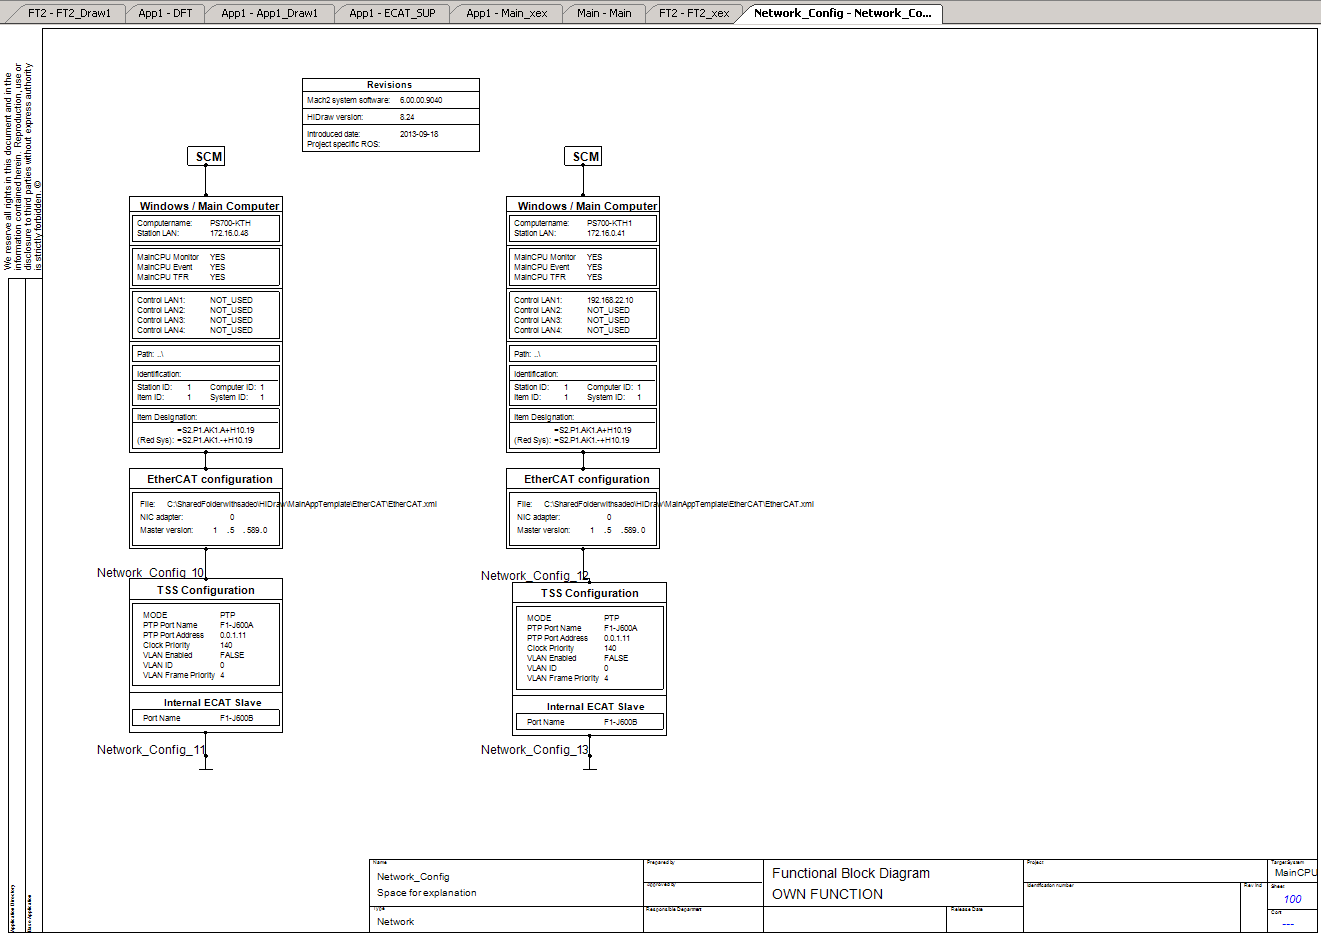 FT2 - FT2_Draw1
App1 - DFT
App1 - App1_Draw1
App1 - ECAT_SUP
App1 - Main_xex
Main - Main
FT2 - FT2_xex
Network_Config - Network_Co...
We reserve all rights in this document and in the
information contained herein. Reproduction, use or
disclosure to third parties without express authority
is strictly forbidden. ©
Revisions
Mach2 system software: 6.00.00.9040
HiDraw version: 8.24
Introduced date: 2013-09-18
Project specific ROS:
SCM
Windows / Main Computer
Computername: PS700-KTH
Station LAN: 172.16.0.48
MainCPU Monitor YES
MainCPU Event YES
MainCPU TFR YES
Control LAN1: NOT_USED
Control LAN2: NOT_USED
Control LAN3: NOT_USED
Control LAN4: NOT_USED
Path: ..\
Identification:
Station ID: 1 Computer ID: 1
Item ID: 1 System ID: 1
Item Designation:
=S2.P1.AK1.A+H10.19
(Red Sys): =S2.P1.AK1.-+H10.19
EtherCAT configuration
File: C:\SharedFolderwithsadeo\HIDraw\MainAppTemplate\EtherCAT\EtherCAT.xml
NIC adapter: 0
Master version: 1 .5 .589.0
Network_Config_10
TSS Configuration
MODE PTP
PTP Port Name F1-J600A
PTP Port Address 0.0.1.11
Clock Priority 140
VLAN Enabled FALSE
VLAN ID 0
VLAN Frame Priority 4
Internal ECAT Slave
Port Name F1-J600B
Network_Config_11
SCM
Windows / Main Computer
Computername: PS700-KTH1
Station LAN: 172.16.0.41
MainCPU Monitor YES
MainCPU Event YES
MainCPU TFR YES
Control LAN1: 192.168.22.10
Control LAN2: NOT_USED
Control LAN3: NOT_USED
Control LAN4: NOT_USED
Path: ..\
Identification:
Station ID: 1 Computer ID: 1
Item ID: 1 System ID: 1
Item Designation:
=S2.P1.AK1.A+H10.19
(Red Sys): =S2.P1.AK1.-+H10.19
EtherCAT configuration
File: C:\SharedFolderwithsadeo\HIDraw\MainAppTemplate\EtherCAT\EtherCAT.xml
NIC adapter: 0
Master version: 1 .5 .589.0
Network_Config_12
TSS Configuration
MODE PTP
PTP Port Name F1-J600A
PTP Port Address 0.0.1.11
Clock Priority 140
VLAN Enabled FALSE
VLAN ID 0
VLAN Frame Priority 4
Internal ECAT Slave
Port Name F1-J600B
Network_Config_13
Application Directory
Base Application
Name
Network_Config
Space for explanation
Type
Network
Prepared by
Approved by
Responsible Department
Functional Block Diagram
OWN FUNCTION
Release Date
Project
Identification number
Rev Ind
Target System
MainCPU
Sheet
100
Cont
---